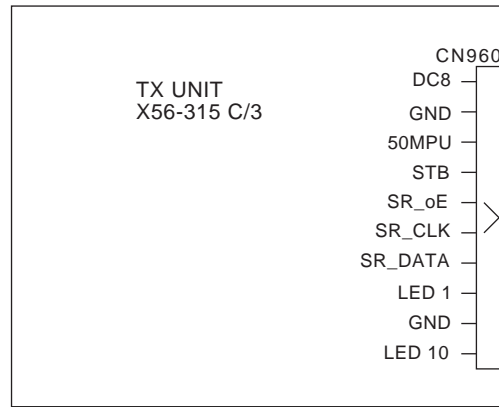 CN960
TX UNIT
X56-315 C/3
DC8
GND
50MPU
STB
SR_oE
SR_CLK
SR_DATA
LED 1
GND
LED 10